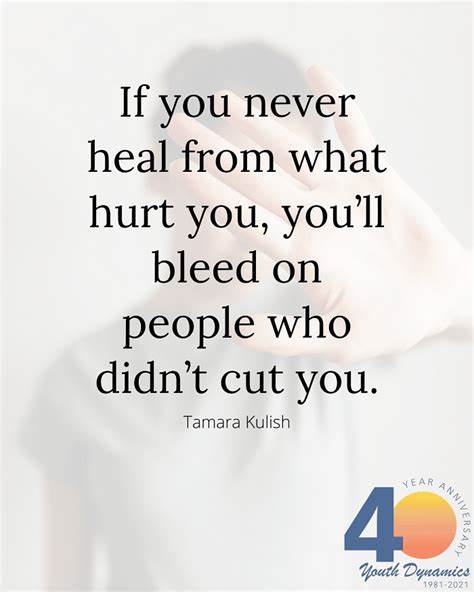 If you never
heal from what
hurt you, you’ll
bleed on
people who
didn’t cut you.
Tamara Kulish
40
YEAR ANNIVERSARY
Youth Dynamics
1981-2021